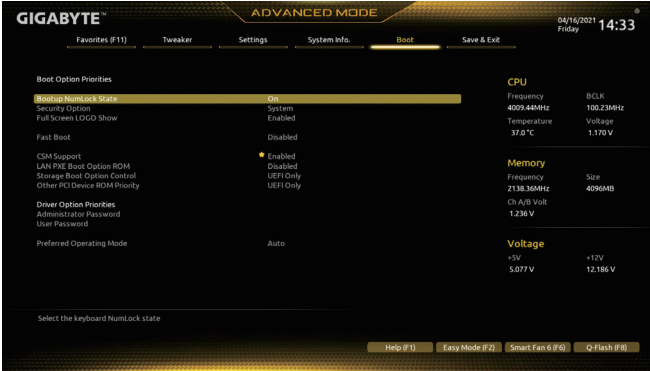 GIGABYTE™
ADVANCED MODE
04/16/2021
Friday
14:33
Favorites (F11) Tweaker Settings System Info. Boot Save & Exit
Boot Option Priorities
Bootup NumLock State On
Security Option System
Full Screen LOGO Show Enabled
Fast Boot Disabled
CSM Support Enabled
LAN PXE Boot Option ROM Disabled
Storage Boot Option Control UEFI Only
Other PCI Device ROM Priority UEFI Only
Driver Option Priorities
Administrator Password
User Password
Preferred Operating Mode Auto
CPU
Frequency BCLK
4009.44MHz 100.23MHz
Temperature Voltage
37.0 °C 1.170 V
Memory
Frequency Size
2138.36MHz 4096MB
Ch A/B Volt
1.236 V
Voltage
+5V +12V
5.077 V 12.186 V
Select the keyboard NumLock state
Help (F1) Easy Mode (F2) Smart Fan 6 (F6) Q-Flash (F8)